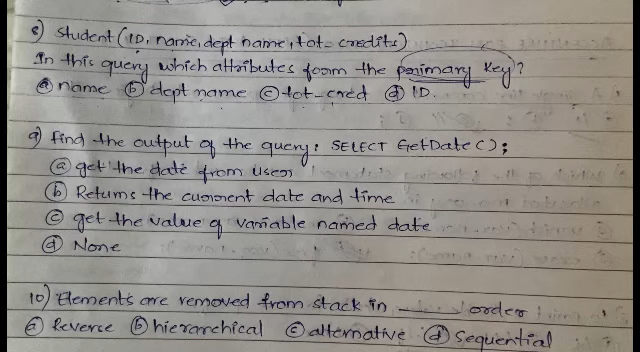 8) Student (ID, name, dept name, tot- credits)
In this query which attributes form the primary key?
ⓐ name ⓑ dept name ⓒ tot-cred ⓓ ID.
9) Find the output of the query: SELECT GetDate();
ⓐ get the date from user
ⓑ Returns the current date and time
ⓒ get the value of variable named date
ⓓ None
10) Elements are removed from stack in ____ order
ⓐ Reverse ⓑ hierarchical ⓒ alternative ⓓ sequential